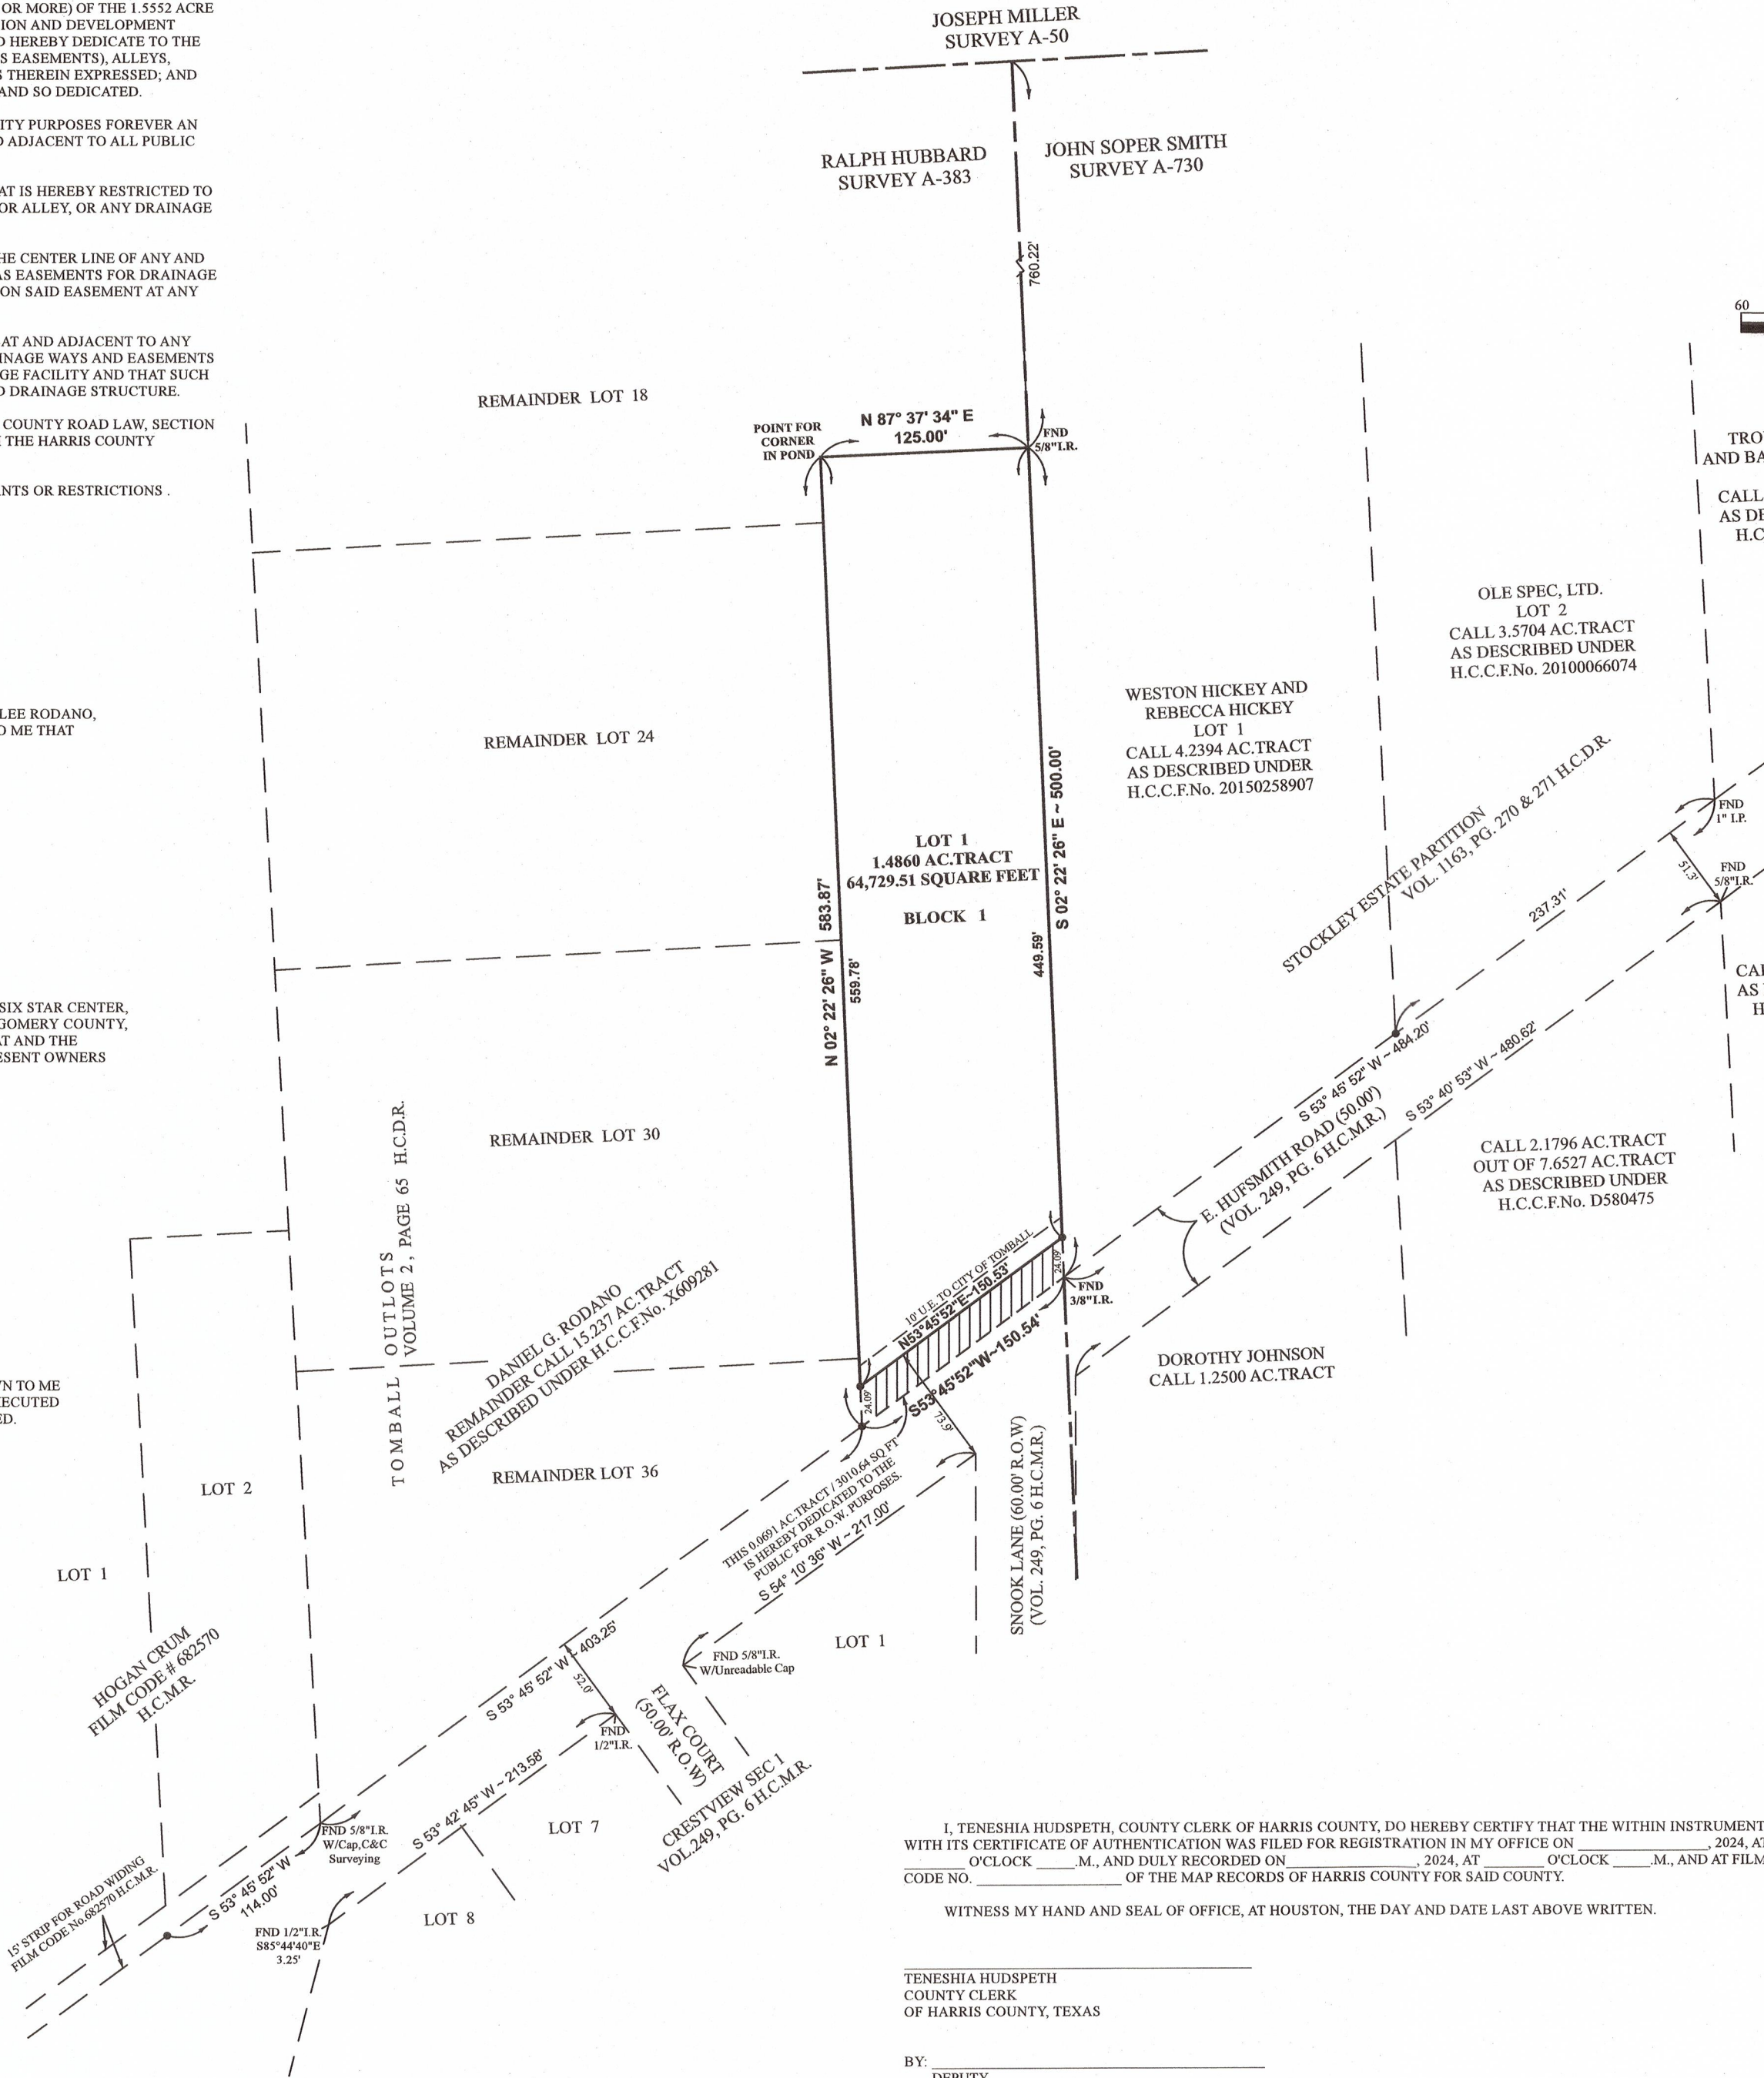 OR MORE) OF THE 1.5552 ACRE
ION AND DEVELOPMENT
HEREBY DEDICATE TO THE
EASEMENTS), ALLEYS,
THEREIN EXPRESSED; AND
AND SO DEDICATED.
ITY PURPOSES FOREVER AN
ADJACENT TO ALL PUBLIC
AT IS HEREBY RESTRICTED TO
OR ALLEY, OR ANY DRAINAGE
HE CENTER LINE OF ANY AND
AS EASEMENTS FOR DRAINAGE
ON SAID EASEMENT AT ANY
AT AND ADJACENT TO ANY
INAGE WAYS AND EASEMENTS
GE FACILITY AND THAT SUCH
DRAINAGE STRUCTURE.
COUNTY ROAD LAW, SECTION
THE HARRIS COUNTY
NTS OR RESTRICTIONS .
LEE RODANO,
O ME THAT
SIX STAR CENTER,
GOMERY COUNTY,
AT AND THE
ESENT OWNERS
N TO ME
ECUTED
ED.
JOSEPH MILLER
SURVEY A-50
RALPH HUBBARD
SURVEY A-383
JOHN SOPER SMITH
SURVEY A-730
760.22'
60
REMAINDER LOT 18
POINT FOR
CORNER
IN POND
N 87° 37' 34" E
125.00'
FND
5/8"I.R.
TRO
AND BA
CALL
AS DE
H.C
OLE SPEC, LTD.
LOT 2
CALL 3.5704 AC.TRACT
AS DESCRIBED UNDER
H.C.C.F.No. 20100066074
WESTON HICKEY AND
REBECCA HICKEY
LOT 1
CALL 4.2394 AC.TRACT
AS DESCRIBED UNDER
H.C.C.F.No. 20150258907
REMAINDER LOT 24
LOT 1
1.4860 AC.TRACT
64,729.51 SQUARE FEET
BLOCK 1
N 02° 22' 26" W 583.87'
559.78'
S 02° 22' 26" E ~ 500.00'
449.59'
STOCKLEY ESTATE PARTITION
VOL. 1163, PG. 270 & 271 H.C.D.R.
237.31'
FND
1" I.P.
51.3'
FND
5/8"I.R.
CAL
AS
H
S 53° 45' 52" W ~ 484.20'
S 53° 40' 53" W ~ 480.62'
E. HUFSMITH ROAD (50.00')
(VOL. 249, PG. 6 H.C.M.R.)
CALL 2.1796 AC.TRACT
OUT OF 7.6527 AC.TRACT
AS DESCRIBED UNDER
H.C.C.F.No. D580475
REMAINDER LOT 30
TOMBALL OUTLOTS
VOLUME 2 , PAGE 65 H.C.D.R.
DANIEL G. RODANO
REMAINDER CALL 15.237 AC.TRACT
AS DESCRIBED UNDER H.C.C.F.No. X609281
10' U.E. TO CITY OF TOMBALL
N53°45'52"E~150.53'
24.09'
S53°45'52"W~150.54'
24.09'
FND
3/8"I.R.
73.9'
DOROTHY JOHNSON
CALL 1.2500 AC.TRACT
REMAINDER LOT 36
THIS 0.0691 AC.TRACT / 3010.64 SQ FT
IS HEREBY DEDICATED TO THE
PUBLIC FOR R.O.W. PURPOSES.
S 54° 10' 36" W ~ 217.00'
SNOOK LANE (60.00' R.O.W)
(VOL. 249, PG. 6 H.C.M.R.)
LOT 2
LOT 1
HOGAN CRUM
FILM CODE # 682570
H.C.M.R.
S 53° 45' 52" W ~ 403.25'
52.0'
FND 5/8"I.R.
W/Unreadable Cap
LOT 1
FND
1/2"I.R.
FLAX COURT
(50.00' R.O.W)
CRESTVIEW SEC 1
VOL.249, PG. 6 H.C.M.R.
S 53° 42' 45" W ~ 213.58'
LOT 7
LOT 8
FND 5/8"I.R.
W/Cap,C&C
Surveying
S 53° 45' 52" W
114.00'
15' STRIP FOR ROAD WIDING
FILM CODE No.682570 H.C.M.R.
FND 1/2"I.R.
S85°44'40"E
3.25'
I, TENESHIA HUDSPETH, COUNTY CLERK OF HARRIS COUNTY, DO HEREBY CERTIFY THAT THE WITHIN INSTRUMENT
WITH ITS CERTIFICATE OF AUTHENTICATION WAS FILED FOR REGISTRATION IN MY OFFICE ON ________________, 2024, AT
_______ O'CLOCK ____.M., AND DULY RECORDED ON________________, 2024, AT _______ O'CLOCK ____.M., AND AT FILM
CODE NO. _________________ OF THE MAP RECORDS OF HARRIS COUNTY FOR SAID COUNTY.
WITNESS MY HAND AND SEAL OF OFFICE, AT HOUSTON, THE DAY AND DATE LAST ABOVE WRITTEN.
TENESHIA HUDSPETH
COUNTY CLERK
OF HARRIS COUNTY, TEXAS
BY: ________________________
DEPUTY